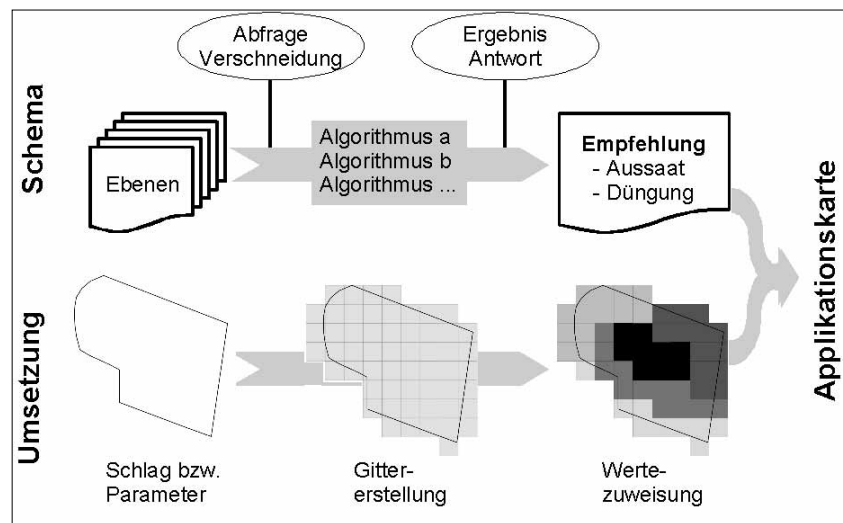 Abfrage
Verschneidung
Ergebnis
Antwort
Schema
Ebenen
Algorithmus a
Algorithmus b
Algorithmus ...
Empfehlung
- Aussaat
- Düngung
Applikationskarte
Umsetzung
Schlag bzw.
Parameter
Gitter-
erstellung
Werte-
zuweisung